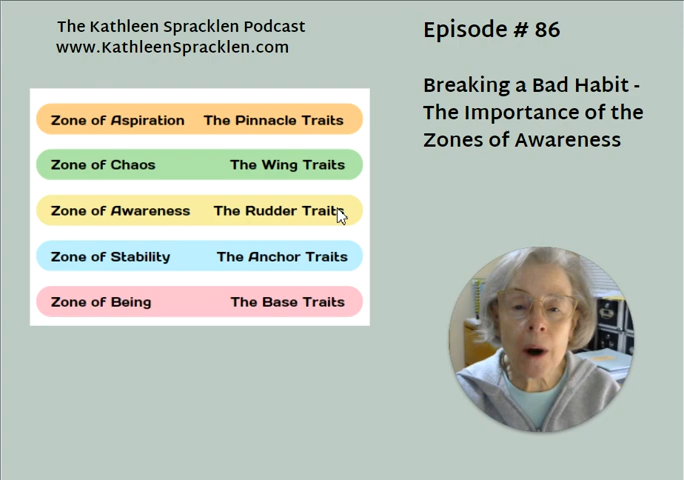 The Kathleen Spracklen Podcast
www.KathleenSpracklen.com
Episode # 86
Breaking a Bad Habit -
The Importance of the
Zones of Awareness
Zone of Aspiration The Pinnacle Traits
Zone of Chaos The Wing Traits
Zone of Awareness The Rudder Traits
Zone of Stability The Anchor Traits
Zone of Being The Base Traits